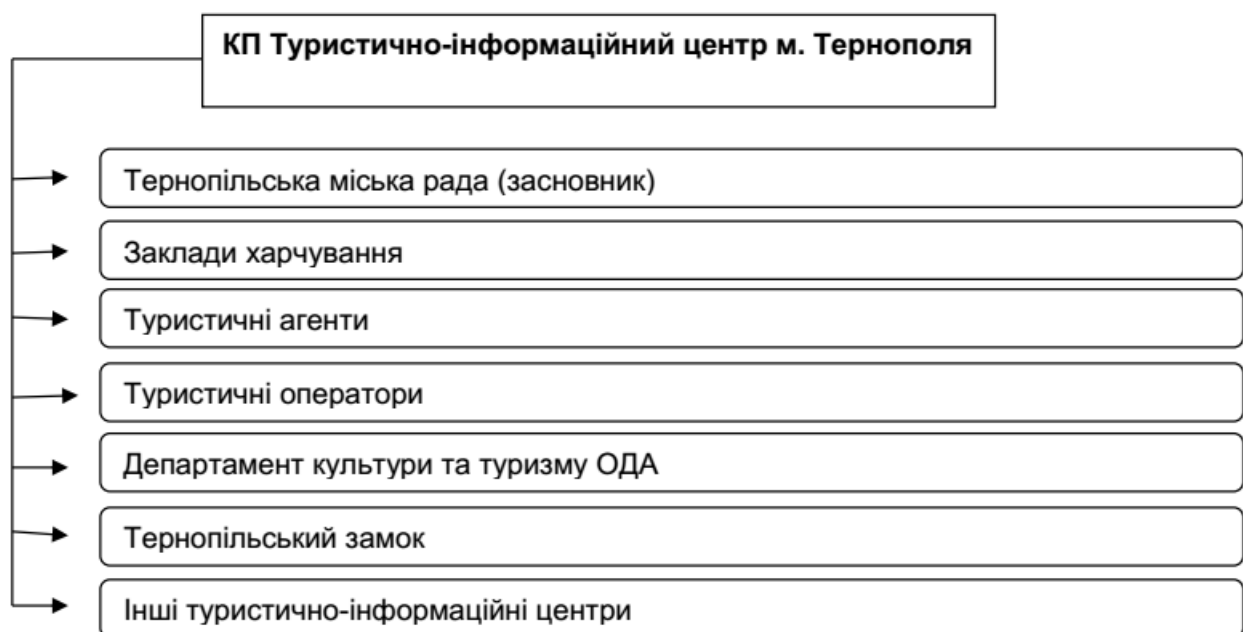 КП Туристично-інформаційний центр м. Тернополя
Тернопільська міська рада (засновник)
Заклади харчування
Туристичні агенти
Туристичні оператори
Департамент культури та туризму ОДА
Тернопільський замок
Інші туристично-інформаційні центри